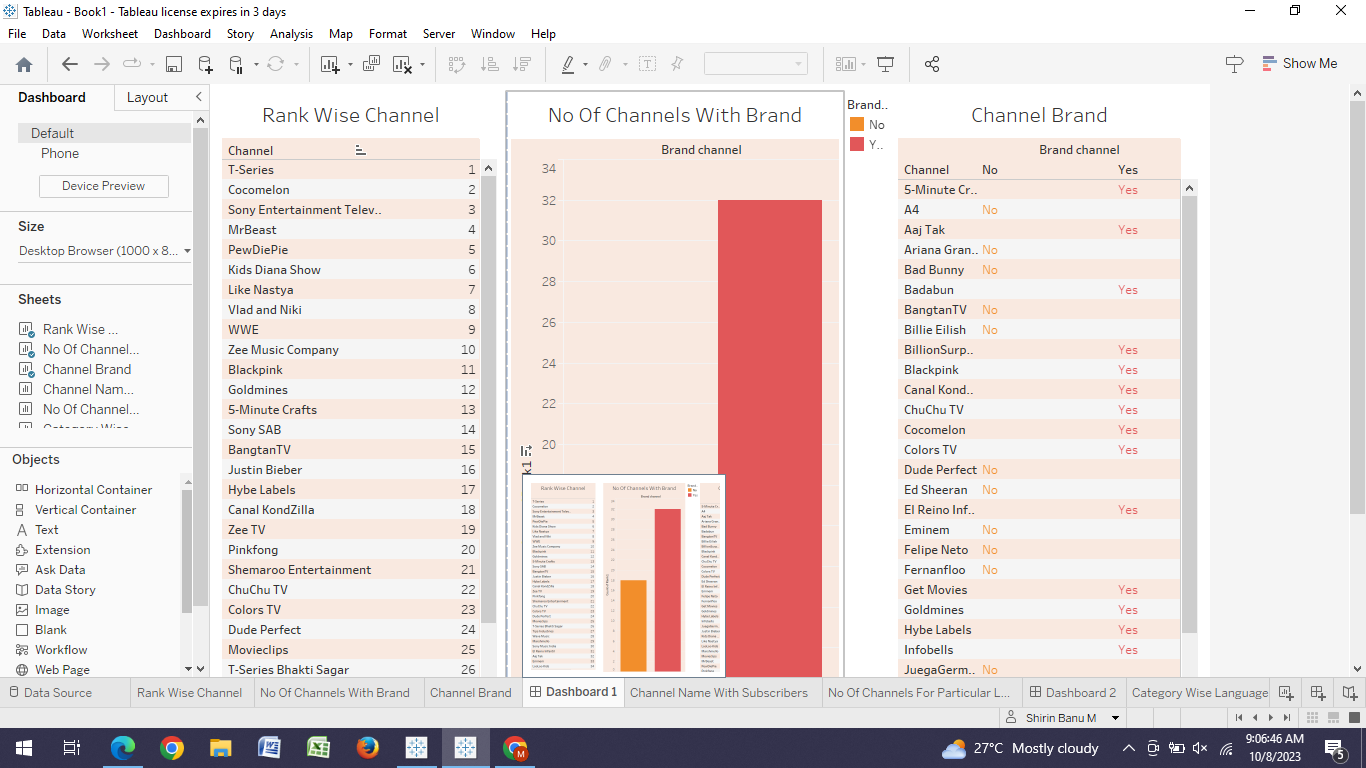 Tableau - Book1 - Tableau license expires in 3 days
File Data Worksheet Dashboard Story Analysis Map Format Server Window Help
Show Me
Dashboard Layout
Default
Phone
Device Preview
Size
Desktop Browser (1000 x 8...
Sheets
Rank Wise ...
No Of Channel...
Channel Brand
Channel Nam...
No Of Channel...
Category Wise
Objects
Horizontal Container
Vertical Container
Text
Extension
Ask Data
Data Story
Image
Blank
Workflow
Web Page
Rank Wise Channel
Channel
T-Series 1
Cocomelon 2
Sony Entertainment Telev.. 3
MrBeast 4
PewDiePie 5
Kids Diana Show 6
Like Nastya 7
Vlad and Niki 8
WWE 9
Zee Music Company 10
Blackpink 11
Goldmines 12
5-Minute Crafts 13
Sony SAB 14
BangtanTV 15
Justin Bieber 16
Hybe Labels 17
Canal KondZilla 18
Zee TV 19
Pinkfong 20
Shemaroo Entertainment 21
ChuChu TV 22
Colors TV 23
Dude Perfect 24
Movieclips 25
T-Series Bhakti Sagar 26
No Of Channels With Brand
Brand channel
34
32
30
28
26
24
22
20
Rank Wise Channel
No Of Channels With Brand
Brand channel
Brand..
No
Y..
Channel Brand
Brand channel
Channel No Yes
5-Minute Cr.. Yes
A4 No
Aaj Tak Yes
Ariana Gran.. No
Bad Bunny No
Badabun Yes
BangtanTV No
Billie Eilish No
BillionSurp.. Yes
Blackpink Yes
Canal Kond.. Yes
ChuChu TV Yes
Cocomelon Yes
Colors TV Yes
Dude Perfect No
Ed Sheeran No
El Reino Inf.. Yes
Eminem No
Felipe Neto No
Fernanfloo No
Get Movies Yes
Goldmines Yes
Hybe Labels Yes
Infobells Yes
JuegaGerm.. No
Data Source Rank Wise Channel No Of Channels With Brand Channel Brand Dashboard 1 Channel Name With Subscribers No Of Channels For Particular L... Dashboard 2 Category Wise Language
Shirin Banu M
27°C Mostly cloudy
9:06:46 AM
10/8/2023
5